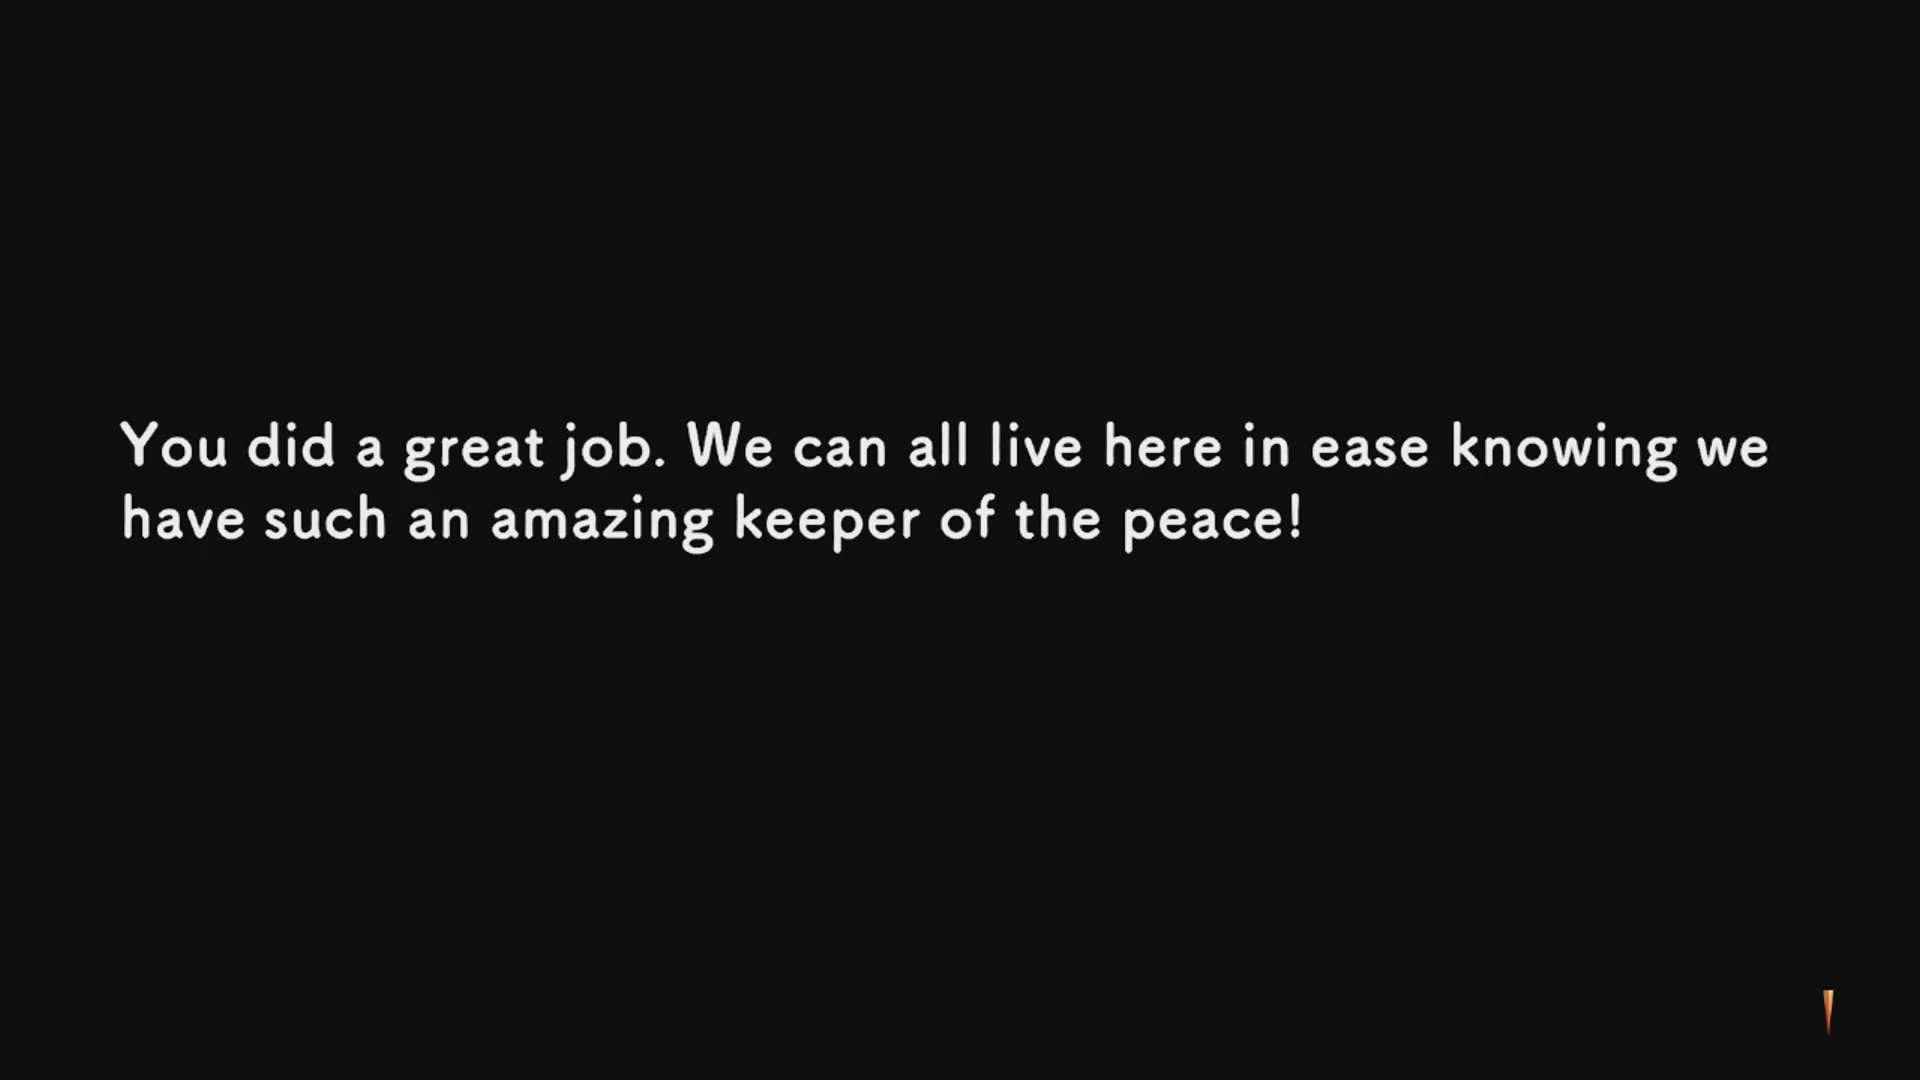 You did a great job. We can all live here in ease knowing we
have such an amazing keeper of the peace!